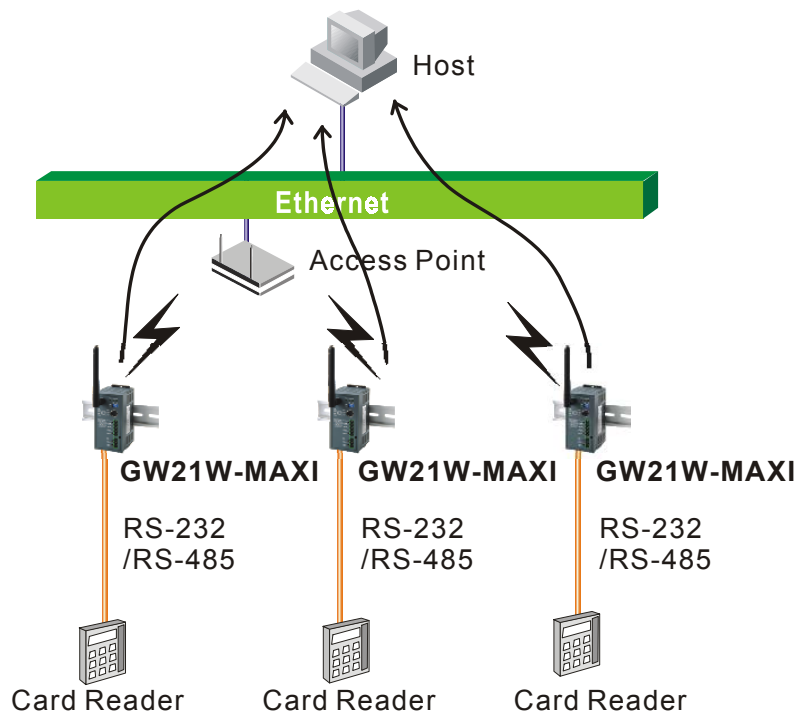 Host
Ethernet
Access Point
GW21W-MAXI GW21W-MAXI GW21W-MAXI
RS-232 RS-232 RS-232
/RS-485 /RS-485 /RS-485
Card Reader Card Reader Card Reader